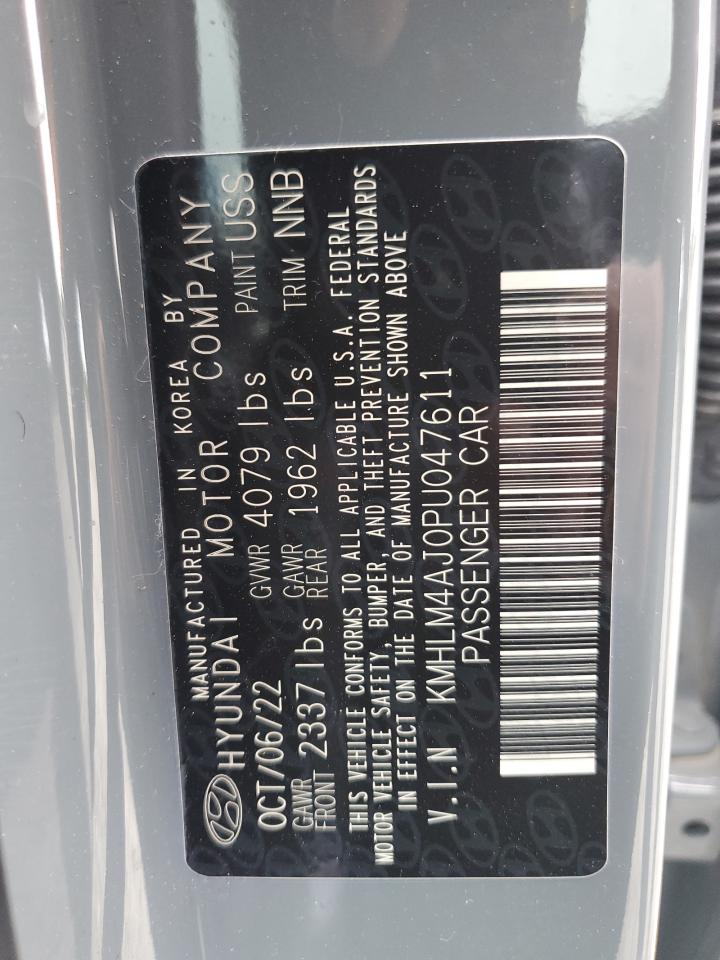 MANUFACTURED IN KOREA BY
HYUNDAI MOTOR COMPANY
OCT/06/22 GVWR 4079 lbs PAINT USS
GAWR FRONT 2337 lbs GAWR REAR 1962 lbs TRIM NNB
THIS VEHICLE CONFORMS TO ALL APPLICABLE U.S.A. FEDERAL
MOTOR VEHICLE SAFETY, BUMPER, AND THEFT PREVENTION STANDARDS
IN EFFECT ON THE DATE OF MANUFACTURE SHOWN ABOVE
V.I.N KMHLM4AJ0PU047611
PASSENGER CAR